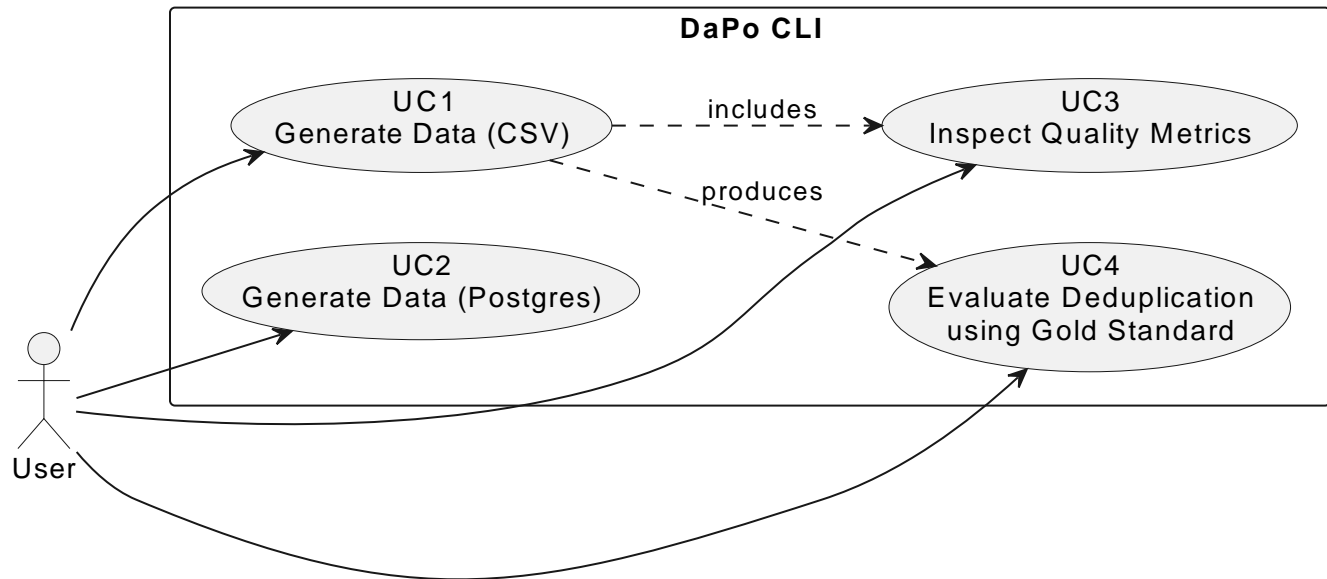 DaPo CLI
UC1
Generate Data (CSV)
includes
UC3
Inspect Quality Metrics
produces
UC2
Generate Data (Postgres)
UC4
Evaluate Deduplication
using Gold Standard
User